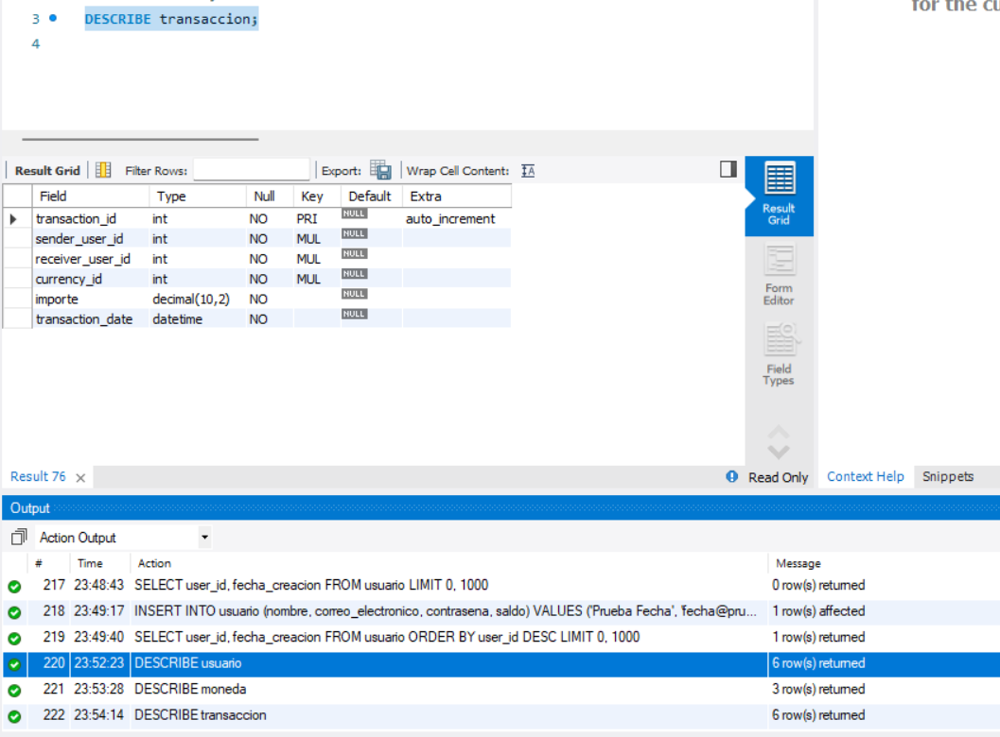 for the cu
3 DESCRIBE transaccion;
4
Result Grid Filter Rows: Export: Wrap Cell Content: IA
Field Type Null Key Default Extra
transaction_id int NO PRI NULL auto_increment
sender_user_id int NO MUL NULL
receiver_user_id int NO MUL NULL
currency_id int NO MUL NULL
importe decimal(10,2) NO NULL
transaction_date datetime NO NULL
Result
Grid
Form
Editor
Field
Types
Result 76 Read Only Context Help Snippets
Output
Action Output
# Time Action Message
217 23:48:43 SELECT user_id, fecha_creacion FROM usuario LIMIT 0, 1000 0 row(s) returned
218 23:49:17 INSERT INTO usuario (nombre, correo_electronico, contrasena, saldo) VALUES ('Prueba Fecha', 'fecha@pru... 1 row(s) affected
219 23:49:40 SELECT user_id, fecha_creacion FROM usuario ORDER BY user_id DESC LIMIT 0, 1000 1 row(s) returned
220 23:52:23 DESCRIBE usuario 6 row(s) returned
221 23:53:28 DESCRIBE moneda 3 row(s) returned
222 23:54:14 DESCRIBE transaccion 6 row(s) returned